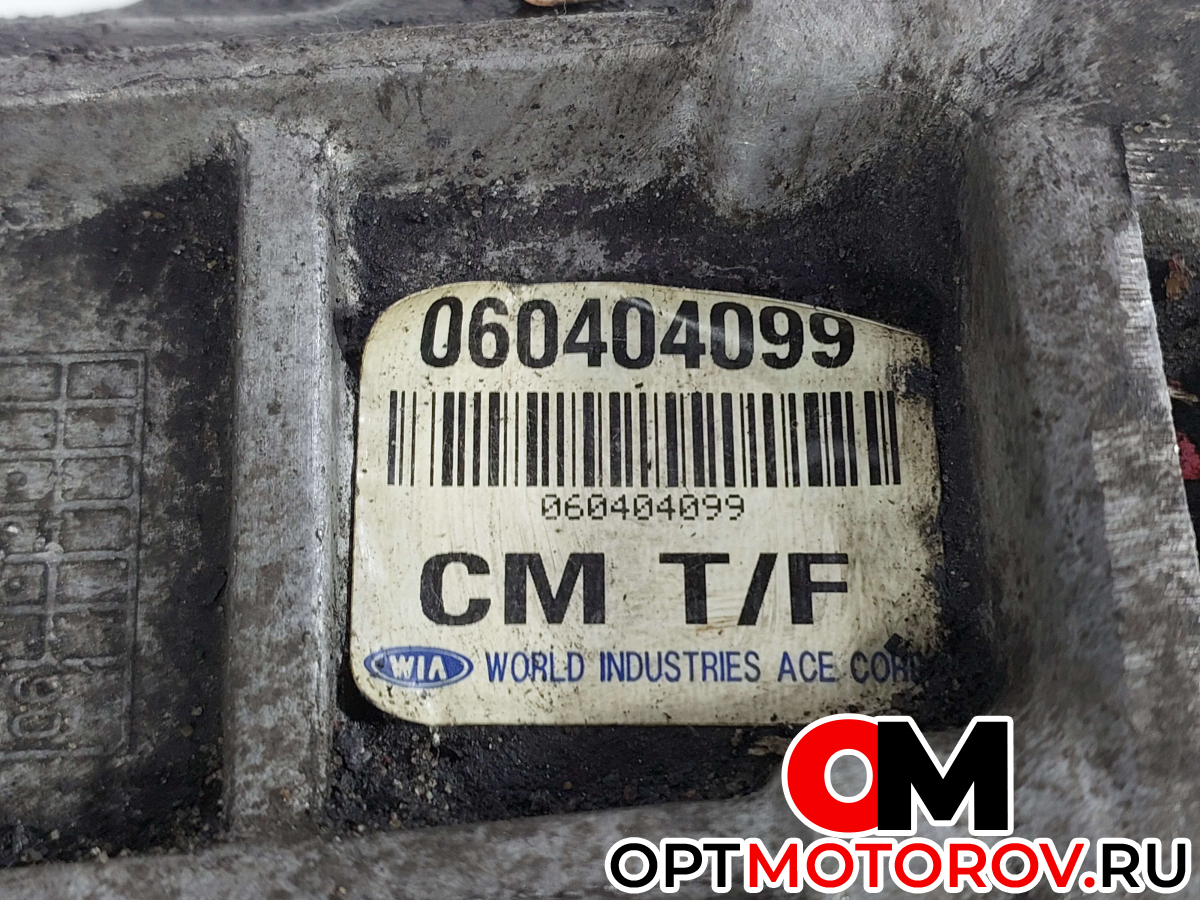 060404099
060404099
CM T/F
WIA WORLD INDUSTRIES ACE CORP
OM
OPTMOTOROV.RU